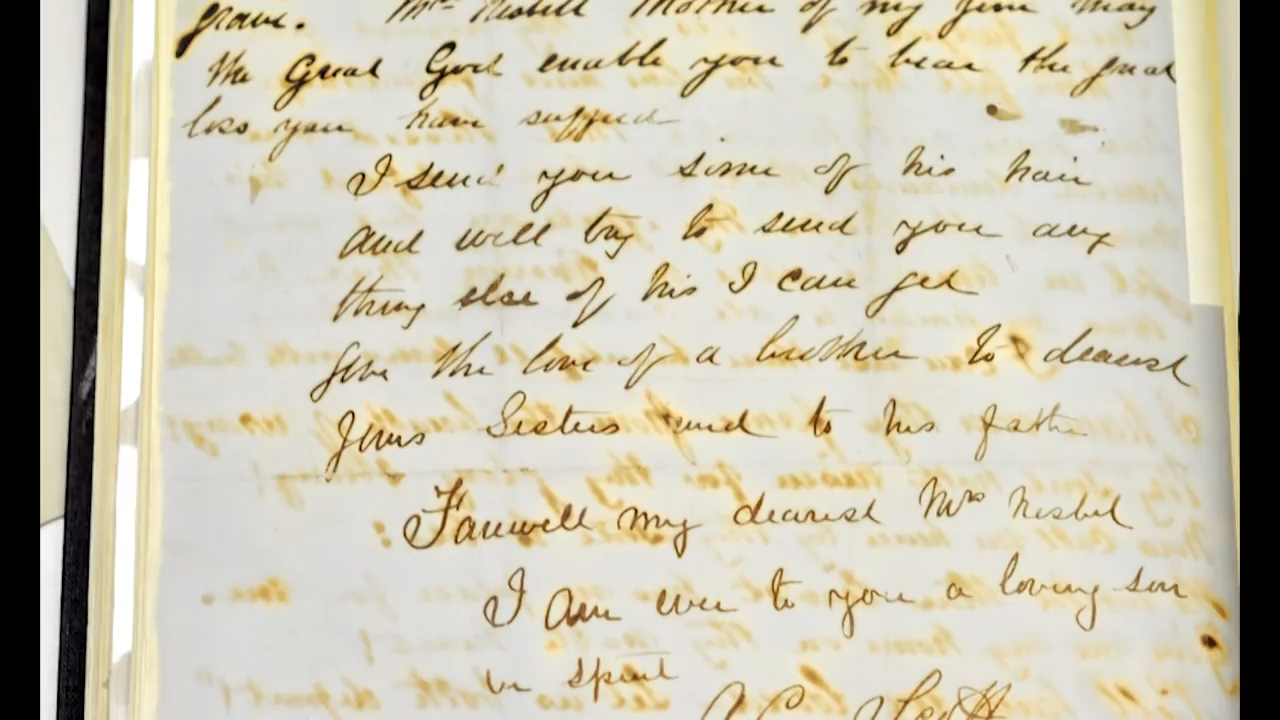 grave. Mrs Nesbitt Mother of my Jim May
the Great God enable you to bear the great
loss you have suffered
I send you some of his hair
and will try to send you any
thing else of his I can get
Give the love of a brother to dearest
Jims Sisters and to his father
Farewell my dearest Mrs Nesbit
I am ever to you a loving son
in spirit
Scott